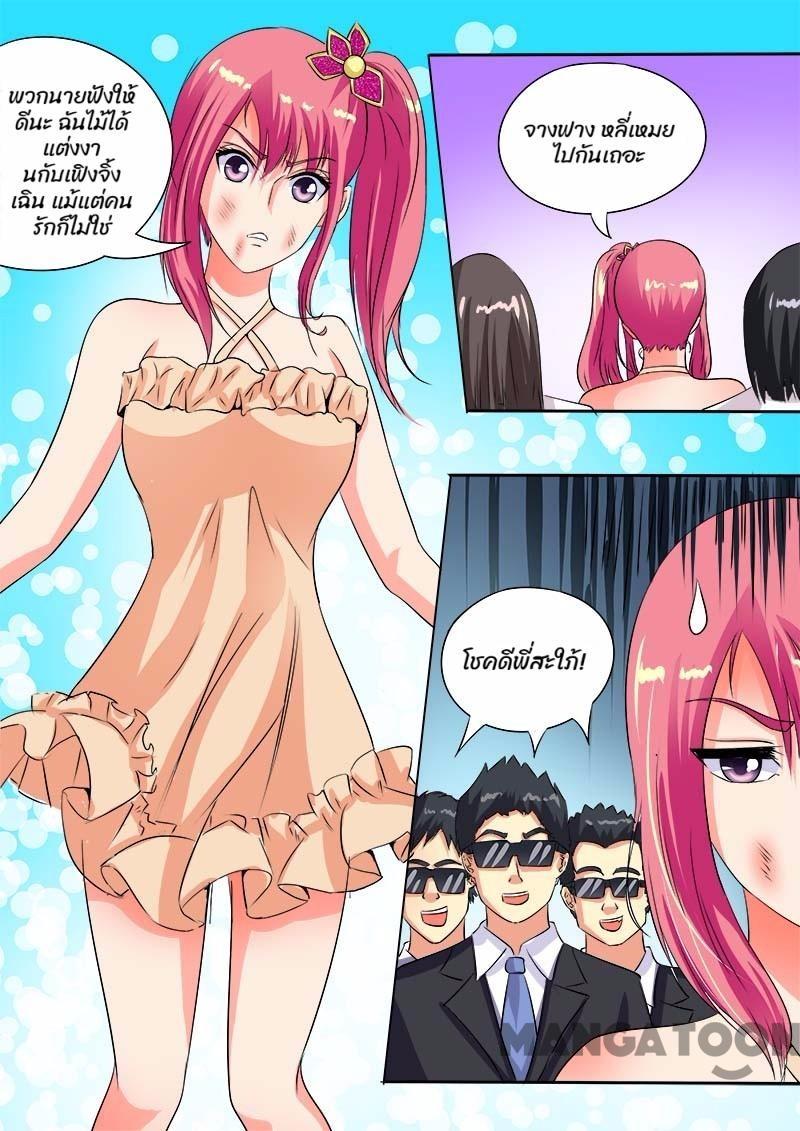 พวกนายฟังให้
ดีนะ ฉันไม้ได้
แต่งงา
นกับเฟิงจิ้ง
เฉิน แม้แต่คน
รักก็ไม่ใช่
จางฟาง หลี่เหมย
ไปกันเถอะ
โชคดีพี่สะใภ้!
MANGATOON